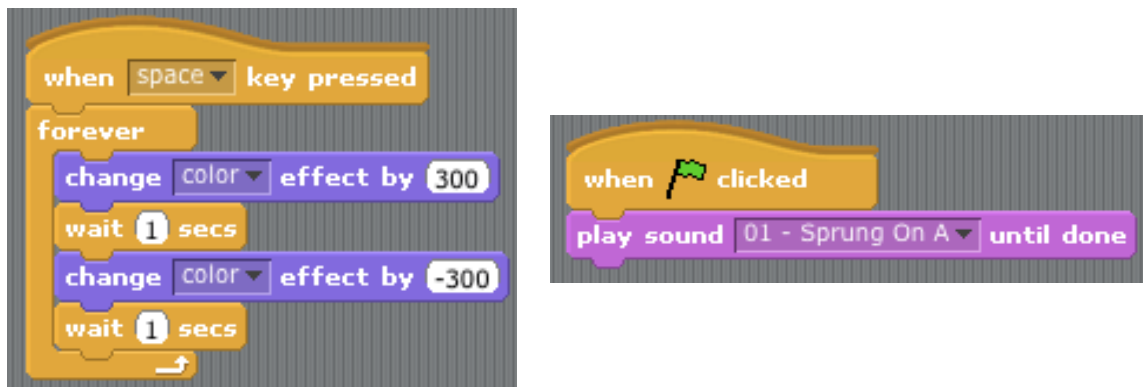 when space key pressed
forever
change color effect by 300
wait 1 secs
change color effect by -300
wait 1 secs
when clicked
play sound 01 - Sprung On A until done